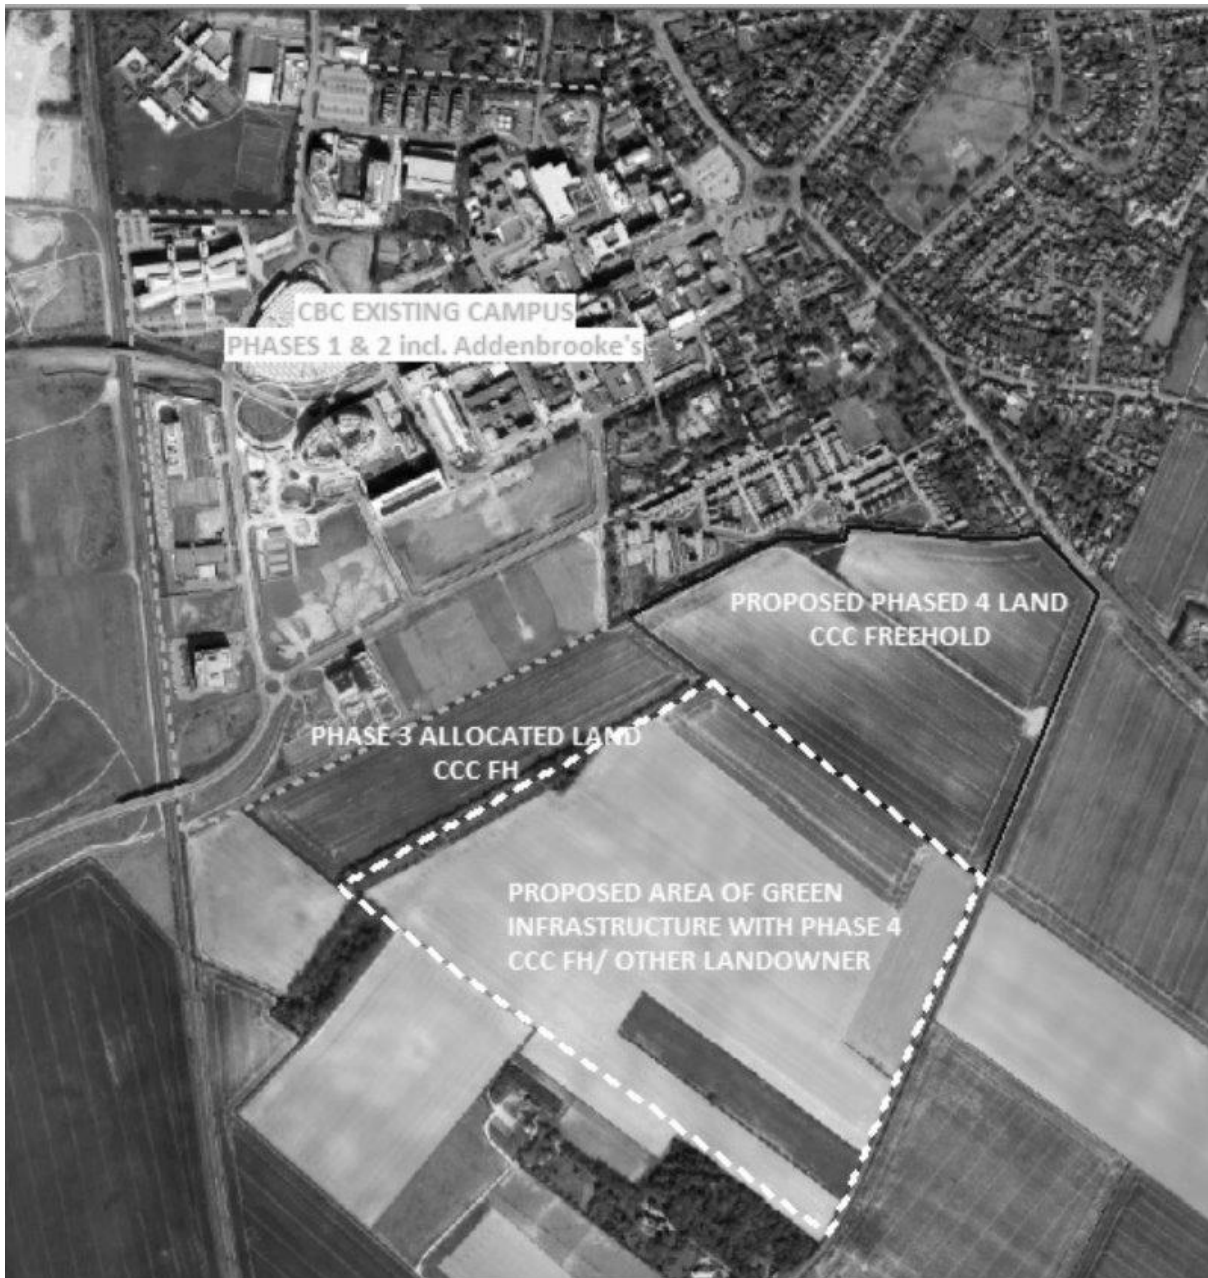 CBC EXISTING CAMPUS
PHASES 1 & 2 incl. Addenbrooke's
PROPOSED PHASED 4 LAND
CCC FREEHOLD
PHASE 3 ALLOCATED LAND
CCC FH
PROPOSED AREA OF GREEN
INFRASTRUCTURE WITH PHASE 4
CCC FH/ OTHER LANDOWNER